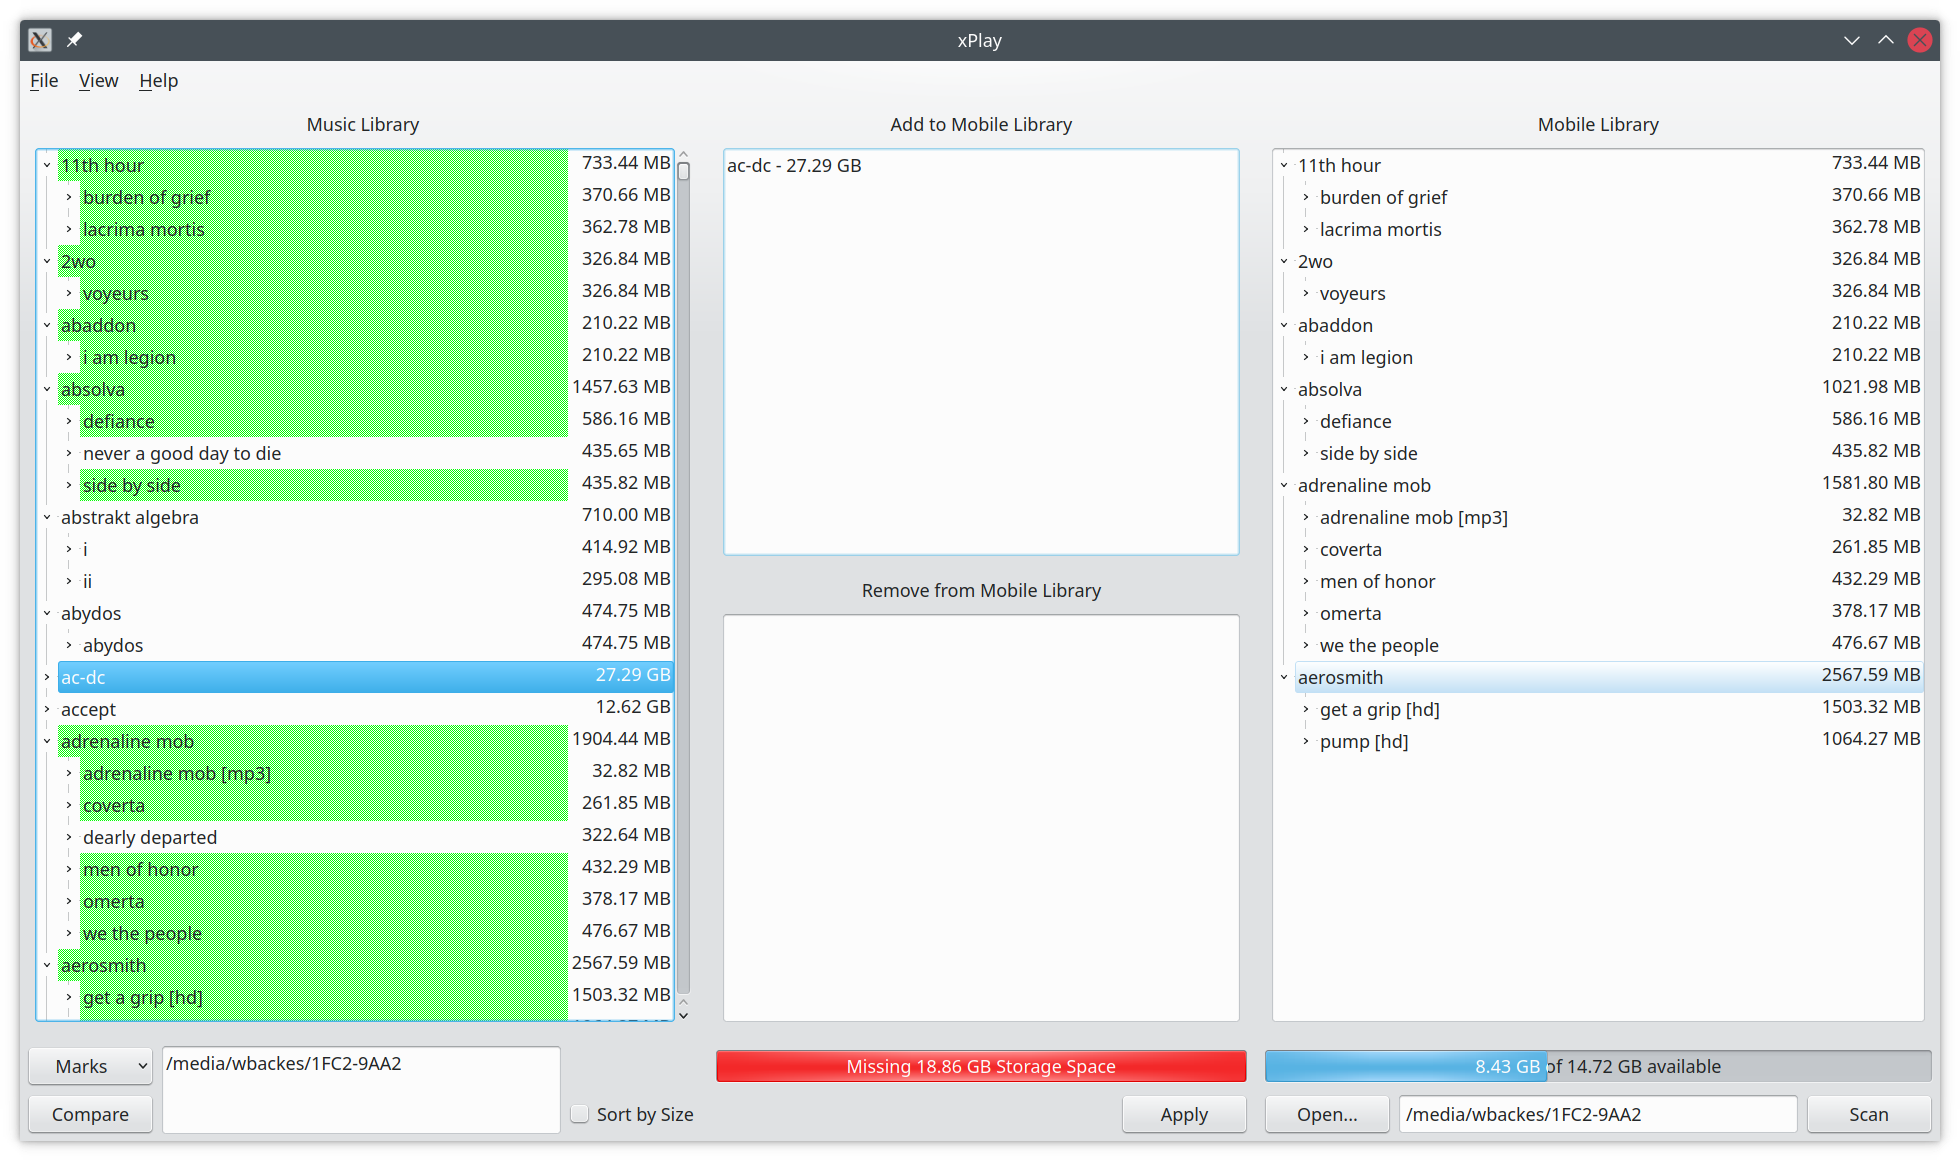 xPlay
File View Help
Music Library
11th hour 733.44 MB
burden of grief 370.66 MB
lacrima mortis 362.78 MB
2wo 326.84 MB
voyeurs 326.84 MB
abaddon 210.22 MB
i am legion 210.22 MB
absolva 1457.63 MB
defiance 586.16 MB
never a good day to die 435.65 MB
side by side 435.82 MB
abstrakt algebra 710.00 MB
i 414.92 MB
ii 295.08 MB
abydos 474.75 MB
abydos 474.75 MB
ac-dc 27.29 GB
accept 12.62 GB
adrenaline mob 1904.44 MB
adrenaline mob [mp3] 32.82 MB
coverta 261.85 MB
dearly departed 322.64 MB
men of honor 432.29 MB
omerta 378.17 MB
we the people 476.67 MB
aerosmith 2567.59 MB
get a grip [hd] 1503.32 MB
Add to Mobile Library
ac-dc - 27.29 GB
Remove from Mobile Library
Mobile Library
11th hour 733.44 MB
burden of grief 370.66 MB
lacrima mortis 362.78 MB
2wo 326.84 MB
voyeurs 326.84 MB
abaddon 210.22 MB
i am legion 210.22 MB
absolva 1021.98 MB
defiance 586.16 MB
side by side 435.82 MB
adrenaline mob 1581.80 MB
adrenaline mob [mp3] 32.82 MB
coverta 261.85 MB
men of honor 432.29 MB
omerta 378.17 MB
we the people 476.67 MB
aerosmith 2567.59 MB
get a grip [hd] 1503.32 MB
pump [hd] 1064.27 MB
Marks
/media/wbackes/1FC2-9AA2
Compare
Sort by Size
Missing 18.86 GB Storage Space
Apply
8.43 GB of 14.72 GB available
Open...
/media/wbackes/1FC2-9AA2
Scan